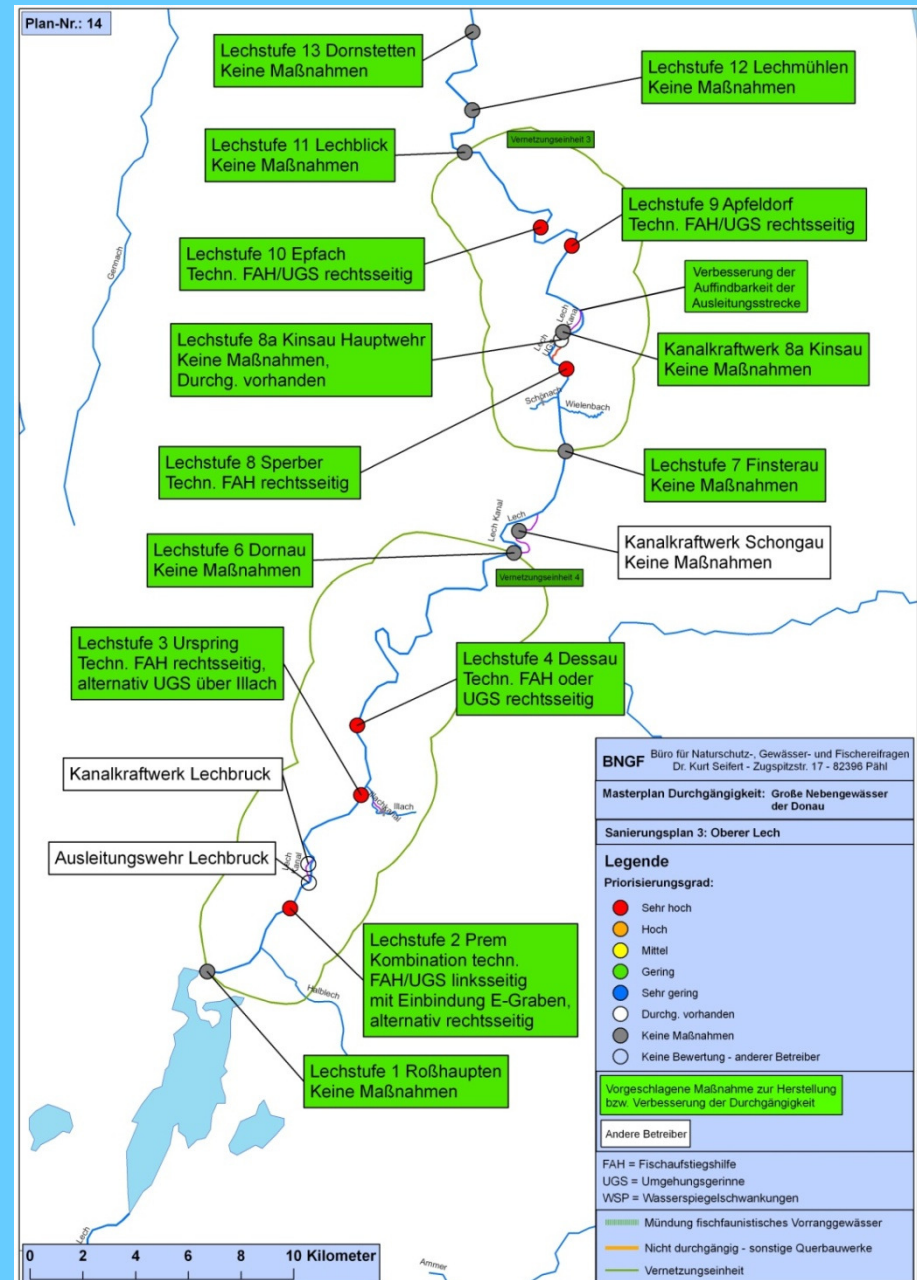 Plan-Nr.: 14
Lechstufe 13 Dornstetten
Keine Maßnahmen
Lechstufe 12 Lechmühlen
Keine Maßnahmen
Lechstufe 11 Lechblick
Keine Maßnahmen
Vernetzungseinheit 3
Lechstufe 9 Apfeldorf
Techn. FAH/UGS rechtsseitig
Gennach
Lechstufe 10 Epfach
Techn. FAH/UGS rechtsseitig
Verbesserung der
Auffindbarkeit der
Ausleitungsstrecke
Lech
Kanal
Lech
UGS
Lechstufe 8a Kinsau Hauptwehr
Keine Maßnahmen,
Durchg. vorhanden
Kanalkraftwerk 8a Kinsau
Keine Maßnahmen
Schönach
Wielenbach
Lechstufe 8 Sperber
Techn. FAH rechtsseitig
Lechstufe 7 Finsterau
Keine Maßnahmen
Lech Kanal
Lech
Lechstufe 6 Dornau
Keine Maßnahmen
Kanalkraftwerk Schongau
Keine Maßnahmen
Vernetzungseinheit 4
Lechstufe 3 Urspring
Techn. FAH rechtsseitig,
alternativ UGS über Illach
Lechstufe 4 Dessau
Techn. FAH oder
UGS rechtsseitig
Kanalkraftwerk Lechbruck
Illachkanal
Illach
Ausleitungswehr Lechbruck
Lech
Kanal
Lechstufe 2 Prem
Kombination techn.
FAH/UGS linksseitig
mit Einbindung E-Graben,
alternativ rechtsseitig
Halblech
Lechstufe 1 Roßhaupten
Keine Maßnahmen
Lech
Ammer
0 2 4 6 8 10 Kilometer
BNGF Büro für Naturschutz-, Gewässer- und Fischereifragen
Dr. Kurt Seifert - Zugspitzstr. 17 - 82396 Pähl
Masterplan Durchgängigkeit: Große Nebengewässer
der Donau
Sanierungsplan 3: Oberer Lech
Legende
Priorisierungsgrad:
Sehr hoch
Hoch
Mittel
Gering
Sehr gering
Durchg. vorhanden
Keine Maßnahmen
Keine Bewertung - anderer Betreiber
Vorgeschlagene Maßnahme zur Herstellung
bzw. Verbesserung der Durchgängigkeit
Andere Betreiber
FAH = Fischaufstiegshilfe
UGS = Umgehungsgerinne
WSP = Wasserspiegelschwankungen
Mündung fischfaunistisches Vorranggewässer
Nicht durchgängig - sonstige Querbauwerke
Vernetzungseinheit